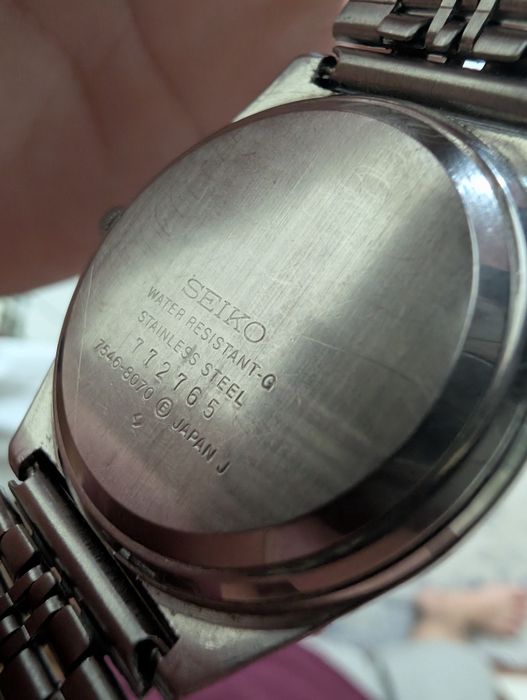 SEIKO
WATER RESISTANT-Q
STAINLESS STEEL
772765
7546-8070 Ⓔ JAPAN J